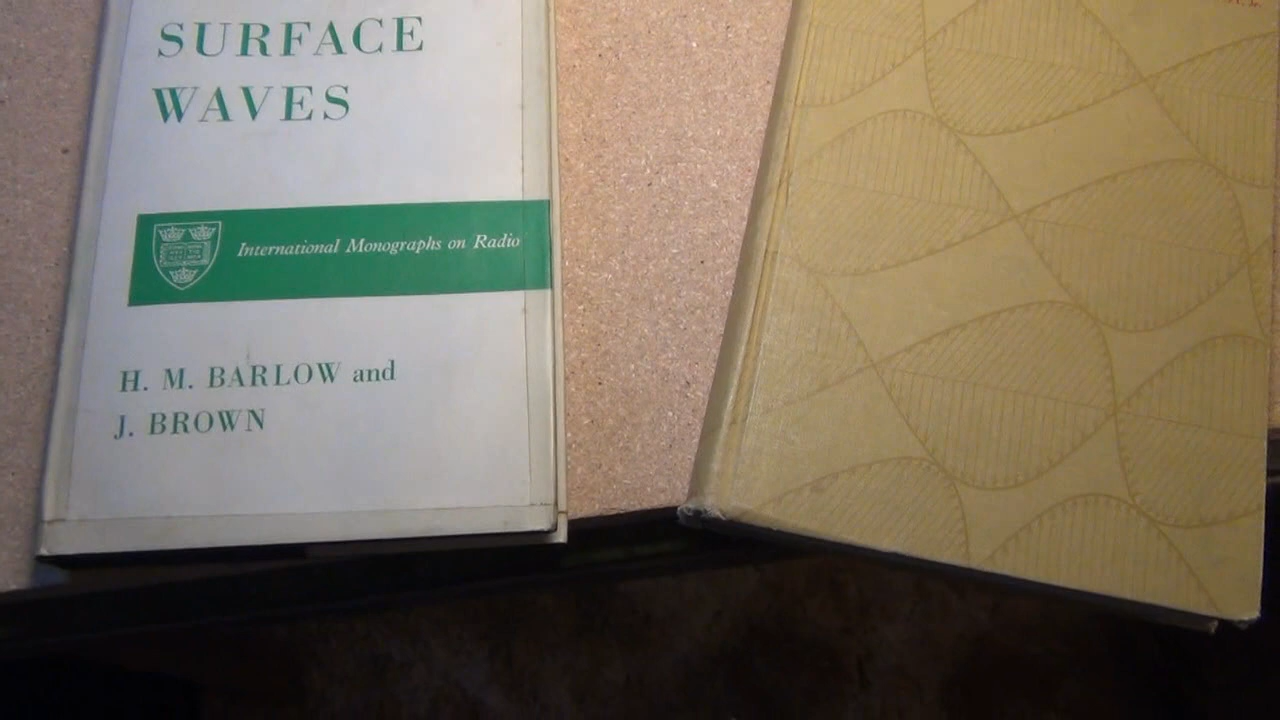 SURFACE
WAVES
International Monographs on Radio
H. M. BARLOW and
J. BROWN